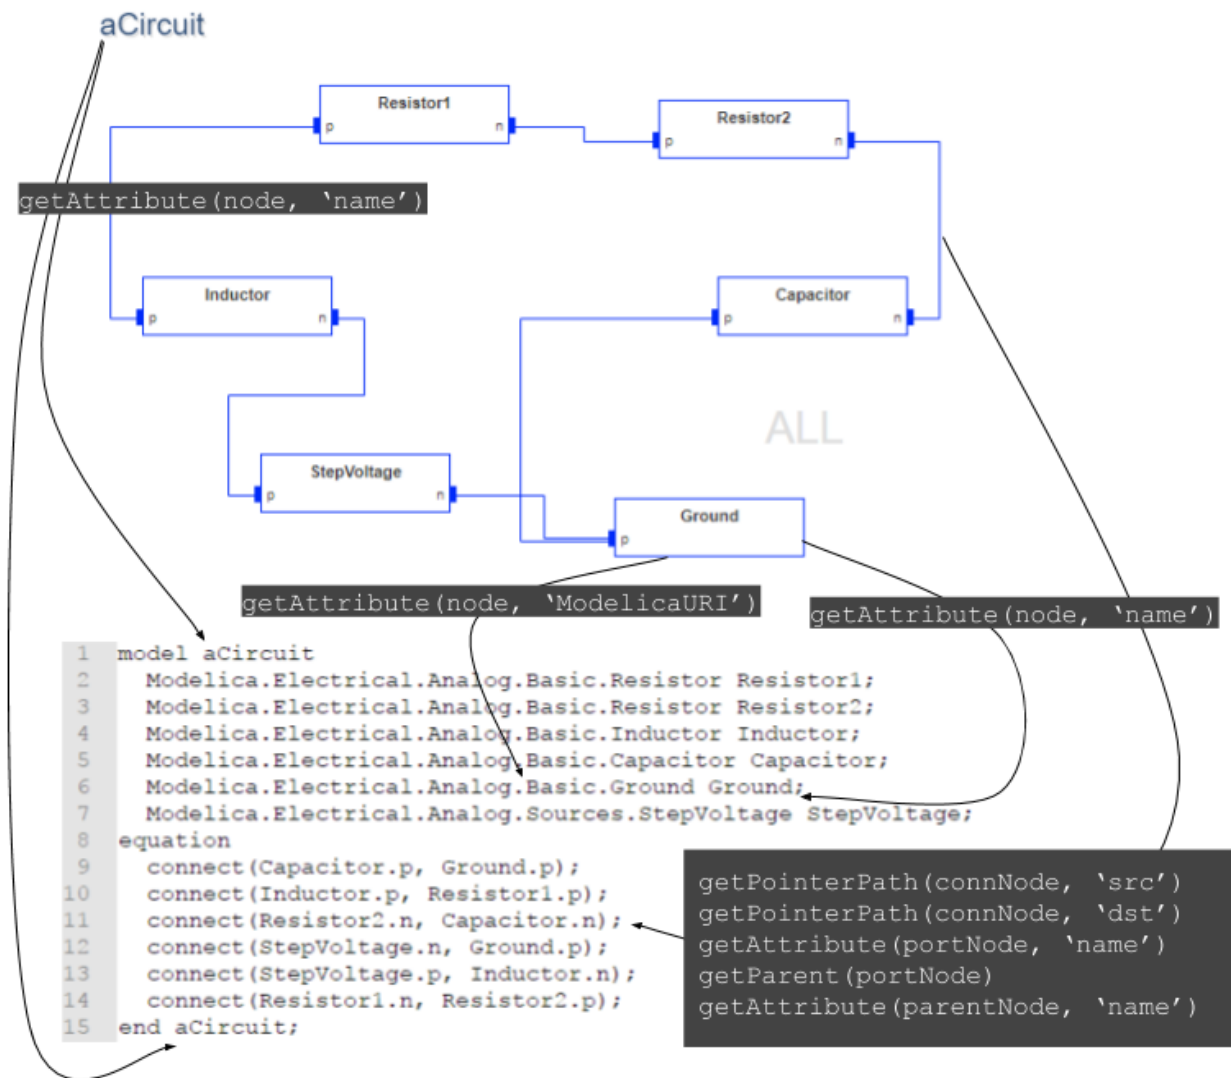 aCircuit
Resistor1
p n
Resistor2
p n
getAttribute(node, ‘name’)
Inductor
p n
Capacitor
p n
ALL
StepVoltage
p n
Ground
p
getAttribute(node, ‘ModelicaURI’)
getAttribute(node, ‘name’)
1 model aCircuit
2 Modelica.Electrical.Analog.Basic.Resistor Resistor1;
3 Modelica.Electrical.Analog.Basic.Resistor Resistor2;
4 Modelica.Electrical.Analog.Basic.Inductor Inductor;
5 Modelica.Electrical.Analog.Basic.Capacitor Capacitor;
6 Modelica.Electrical.Analog.Basic.Ground Ground;
7 Modelica.Electrical.Analog.Sources.StepVoltage StepVoltage;
8 equation
9 connect(Capacitor.p, Ground.p);
10 connect(Inductor.p, Resistor1.p);
11 connect(Resistor2.n, Capacitor.n);
12 connect(StepVoltage.n, Ground.p);
13 connect(StepVoltage.p, Inductor.n);
14 connect(Resistor1.n, Resistor2.p);
15 end aCircuit;
getPointerPath(connNode, ‘src’)
getPointerPath(connNode, ‘dst’)
getAttribute(portNode, ‘name’)
getParent(portNode)
getAttribute(parentNode, ‘name’)